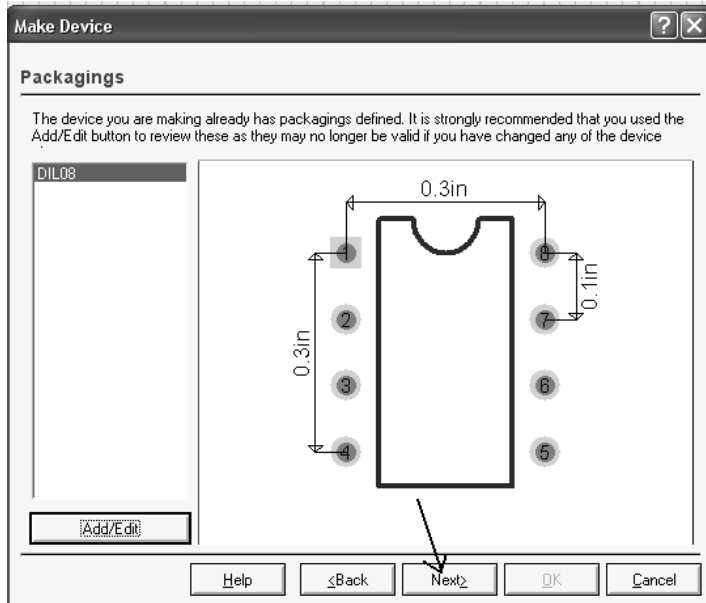 Make Device
Packagings
The device you are making already has packagings defined. It is strongly recommended that you used the
Add/Edit button to review these as they may no longer be valid if you have changed any of the device
DIL08
0.3in
1
8
0.1in
2
7
0.3in
3
6
4
5
Add/Edit
Help
<Back
Next>
OK
Cancel